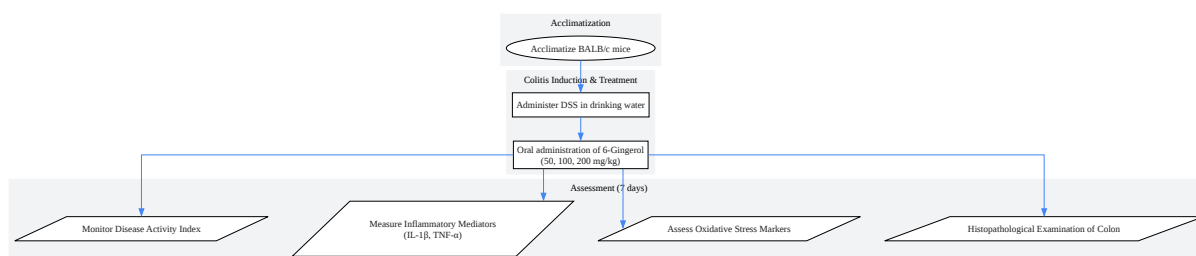 Acclimatization
Acclimatize BALB/c mice
Colitis Induction & Treatment
Administer DSS in drinking water
Oral administration of 6-Gingerol
(50, 100, 200 mg/kg)
Assessment (7 days)
Monitor Disease Activity Index
Measure Inflammatory Mediators
(IL-1β, TNF-α)
Assess Oxidative Stress Markers
Histopathological Examination of Colon